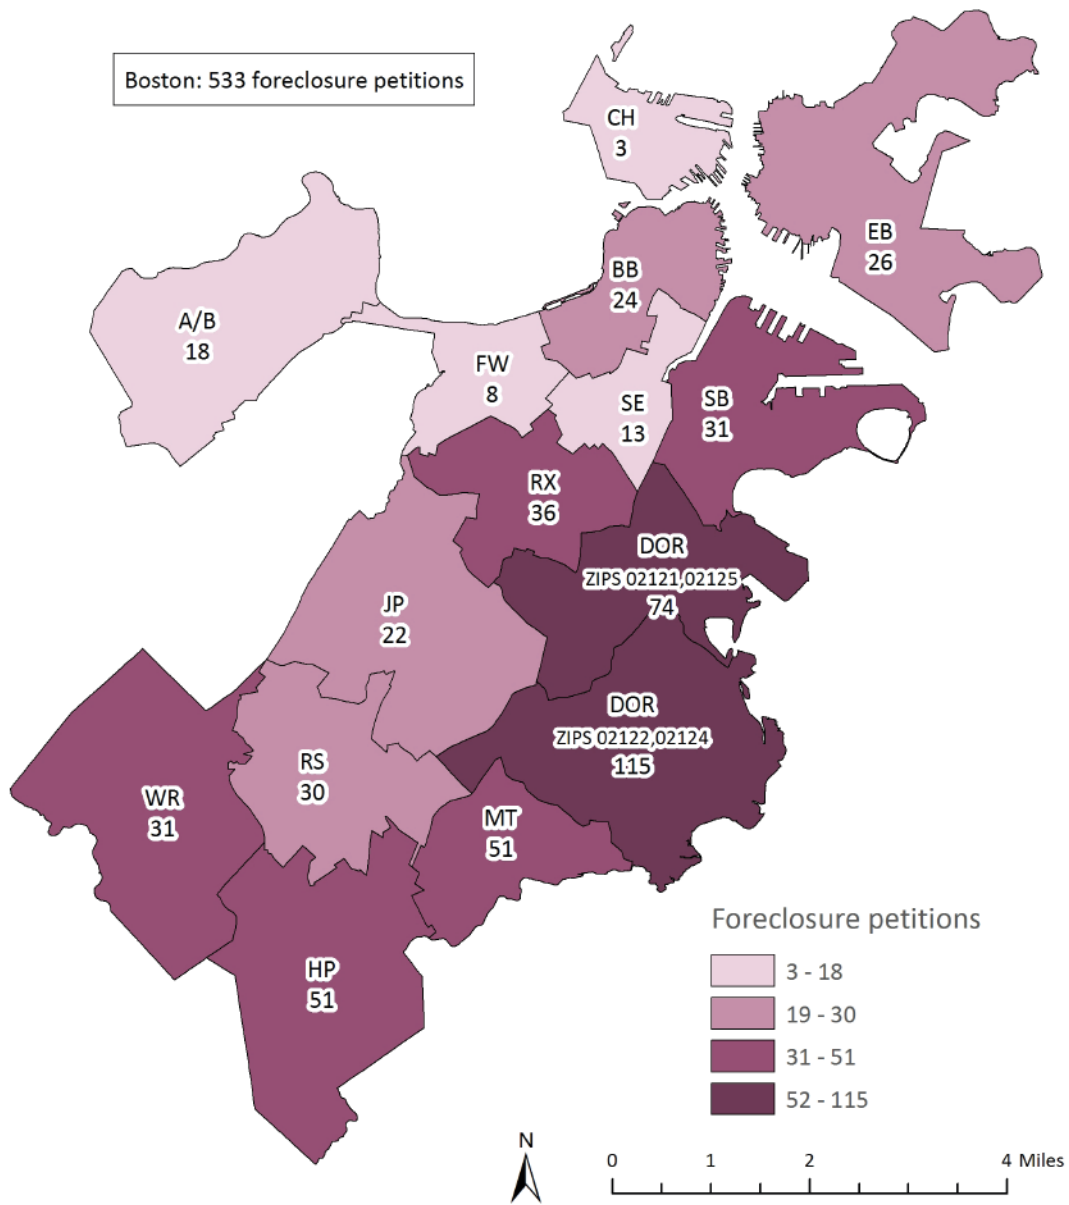 Boston: 533 foreclosure petitions
CH
3
EB
26
BB
24
A/B
18
FW
8
SE
13
SB
31
RX
36
DOR
ZIPS 02121,02125
74
JP
22
DOR
ZIPS 02122,02124
115
RS
30
WR
31
MT
51
HP
51
Foreclosure petitions
3 - 18
19 - 30
31 - 51
52 - 115
N
0 1 2 4 Miles